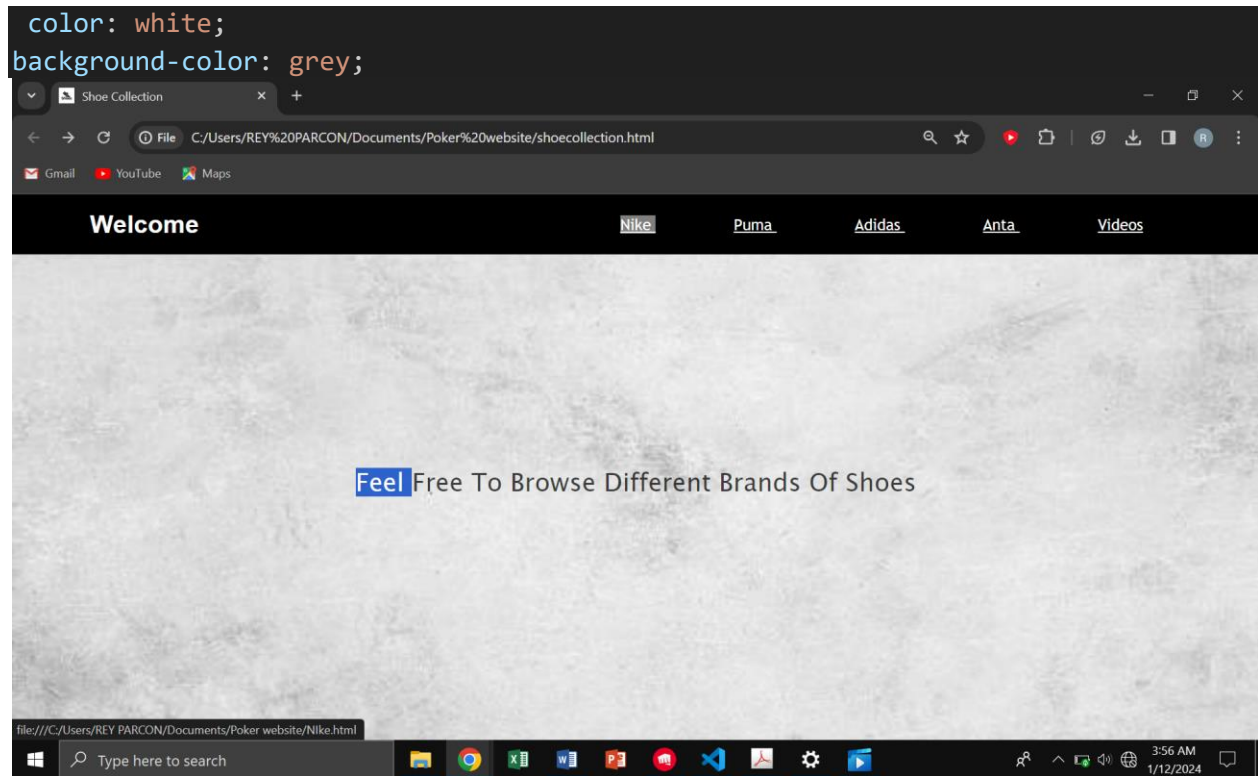 color: white;
background-color: grey;
Shoe Collection
File C:/Users/REY%20PARCON/Documents/Poker%20website/shoecollection.html
R
Gmail YouTube Maps
Welcome Nike Puma Adidas Anta Videos
Feel Free To Browse Different Brands Of Shoes
file:///C:/Users/REY PARCON/Documents/Poker website/NIke.html
Type here to search
3:56 AM
1/12/2024